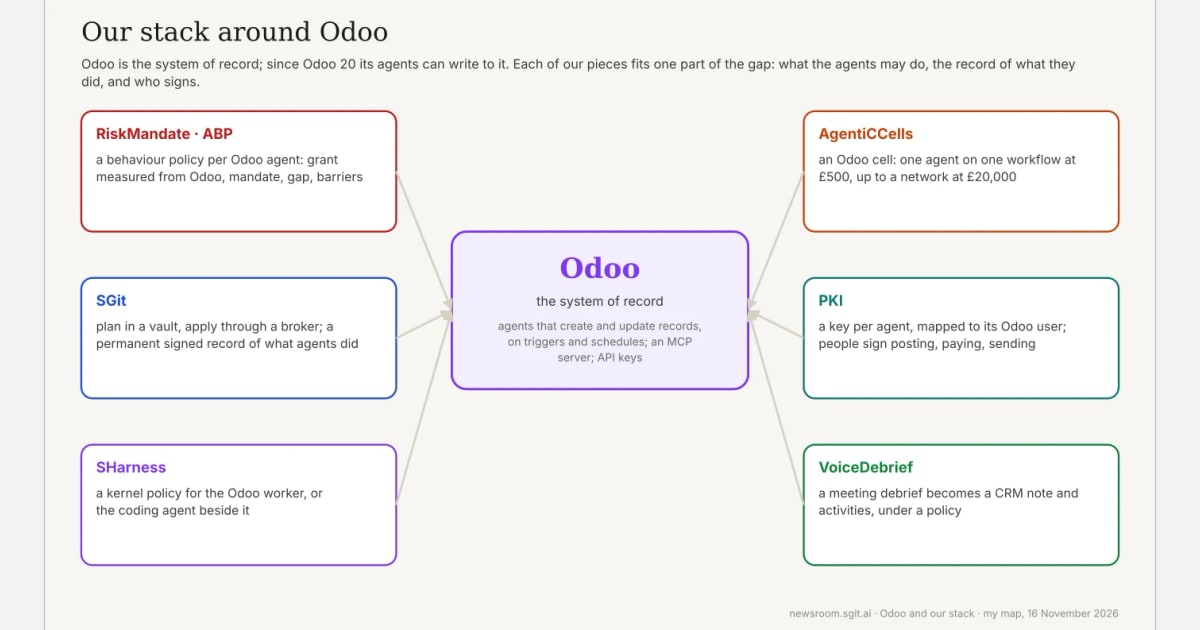 Our stack around Odoo
Odoo is the system of record; since Odoo 20 its agents can write to it. Each of our pieces fits one part of the gap: what the agents may do, the record of what they
did, and who signs.
RiskMandate · ABP
a behaviour policy per Odoo agent: grant
measured from Odoo, mandate, gap, barriers
SGit
plan in a vault, apply through a broker; a
permanent signed record of what agents did
SHarness
a kernel policy for the Odoo worker, or
the coding agent beside it
Odoo
the system of record
agents that create and update records,
on triggers and schedules; an MCP
server; API keys
AgentiCCells
an Odoo cell: one agent on one workflow at
£500, up to a network at £20,000
PKI
a key per agent, mapped to its Odoo user;
people sign posting, paying, sending
VoiceDebrief
a meeting debrief becomes a CRM note and
activities, under a policy
newsroom.sgit.ai · Odoo and our stack · my map, 16 November 2026